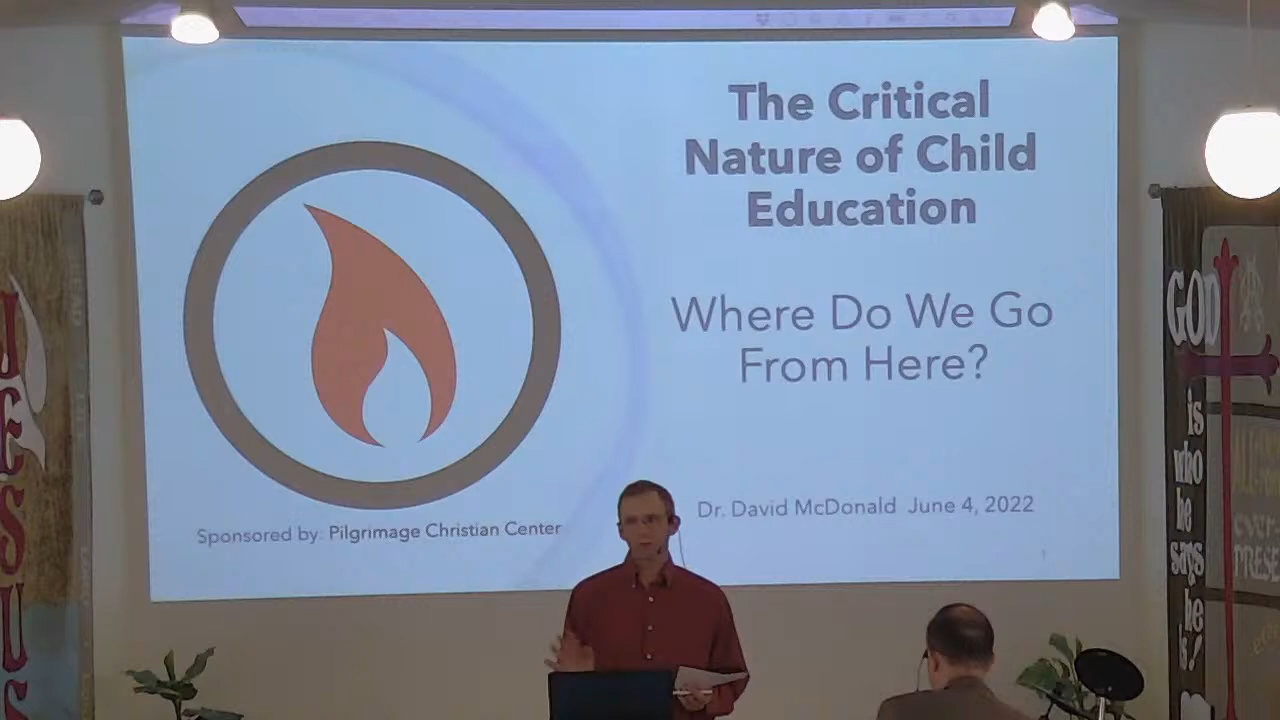 The Critical
Nature of Child
Education
Where Do We Go
From Here?
Dr. David McDonald June 4, 2022
Sponsored by: Pilgrimage Christian Center
JESUS
GOD
is
who
he
says
he
is!